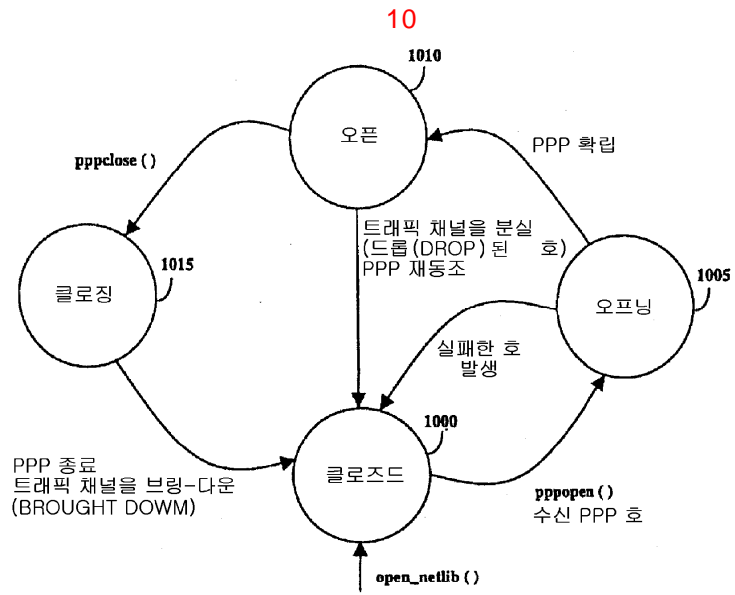 10
1010
오픈
pppclose ( )
PPP 확립
트래픽 채널을 분실
(드롭(DROP)된 호)
PPP 재동조
1015
클로징
1005
오프닝
실패한 호
발생
1000
클로즈드
PPP 종료
트래픽 채널을 브링-다운
(BROUGHT DOWM)
pppopen ( )
수신 PPP 호
open_netlib ( )